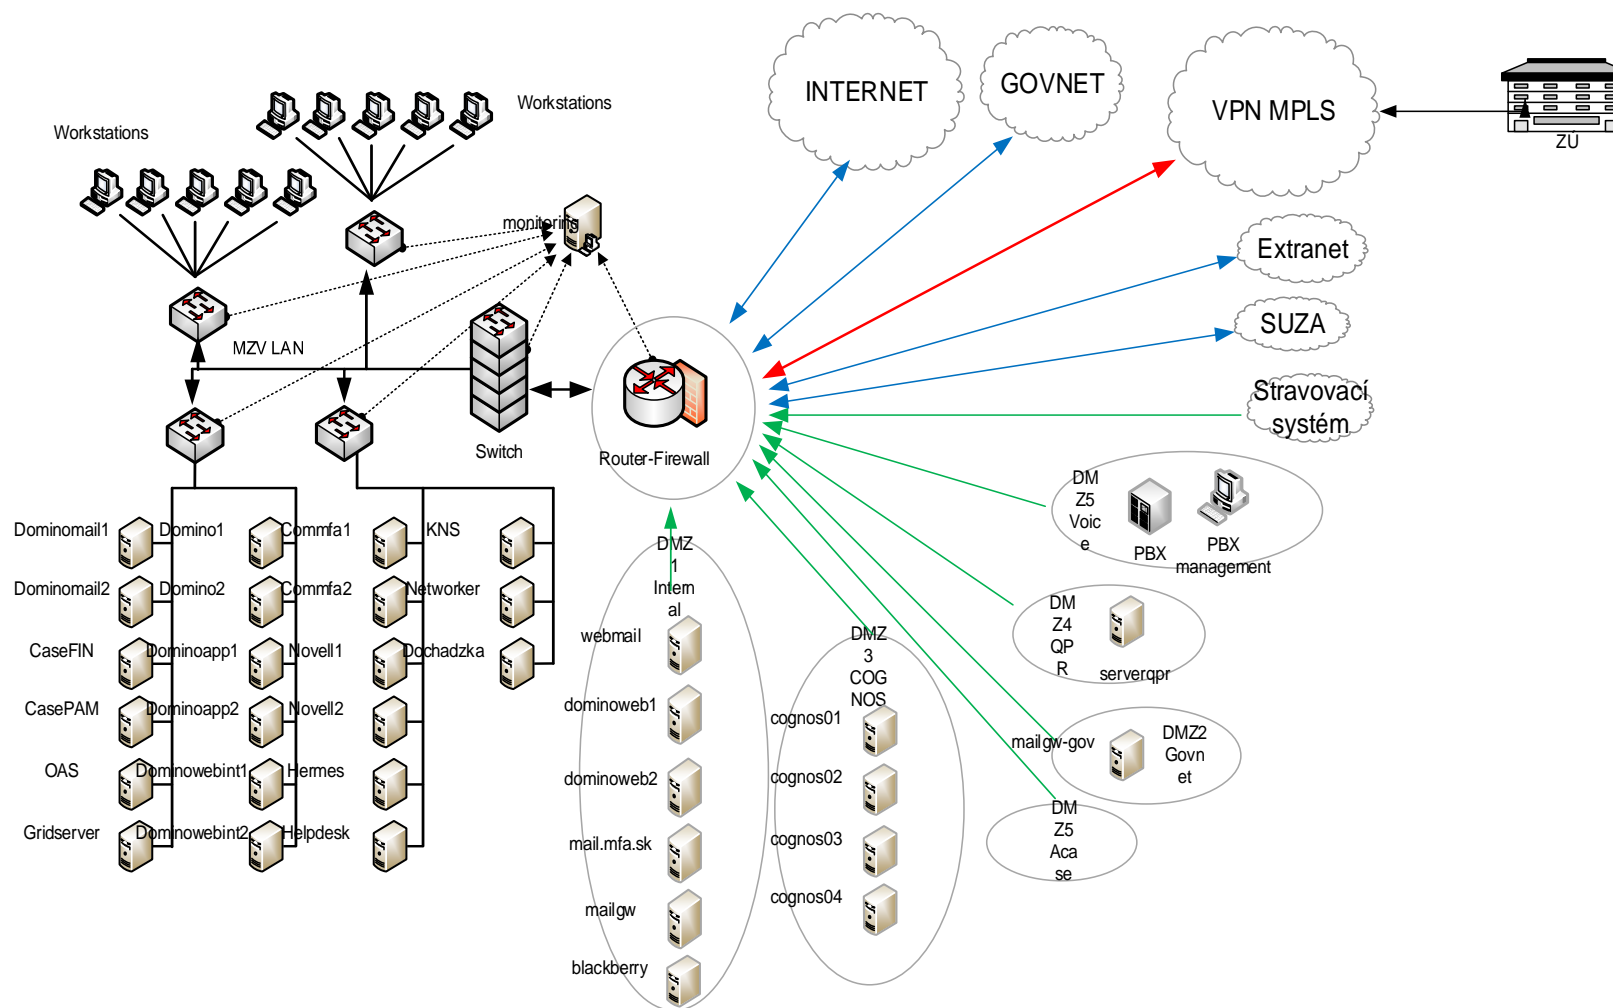 INTERNET
GOVNET
VPN MPLS
ZÚ
Workstations
Workstations
monitoring
Extranet
SUZA
Stravovací
systém
MZV LAN
Switch
Router-Firewall
DM
Z5
Voic
e
PBX
PBX
management
DM
Z4
QP
R
serverqpr
mailgw-gov
DMZ2
Govn
et
DM
Z5
Aca
se
DMZ
1
Intern
al
webmail
dominoweb1
dominoweb2
mail.mfa.sk
mailgw
blackberry
DMZ
3
COG
NOS
cognos01
cognos02
cognos03
cognos04
Dominomail1
Domino1
Commfa1
KNS
Dominomail2
Domino2
Commfa2
Networker
CaseFIN
Dominoapp1
Novell1
Dochadzka
CasePAM
Dominoapp2
Novell2
OAS
Dominowebint1
Hermes
Gridserver
Dominowebint2
Helpdesk